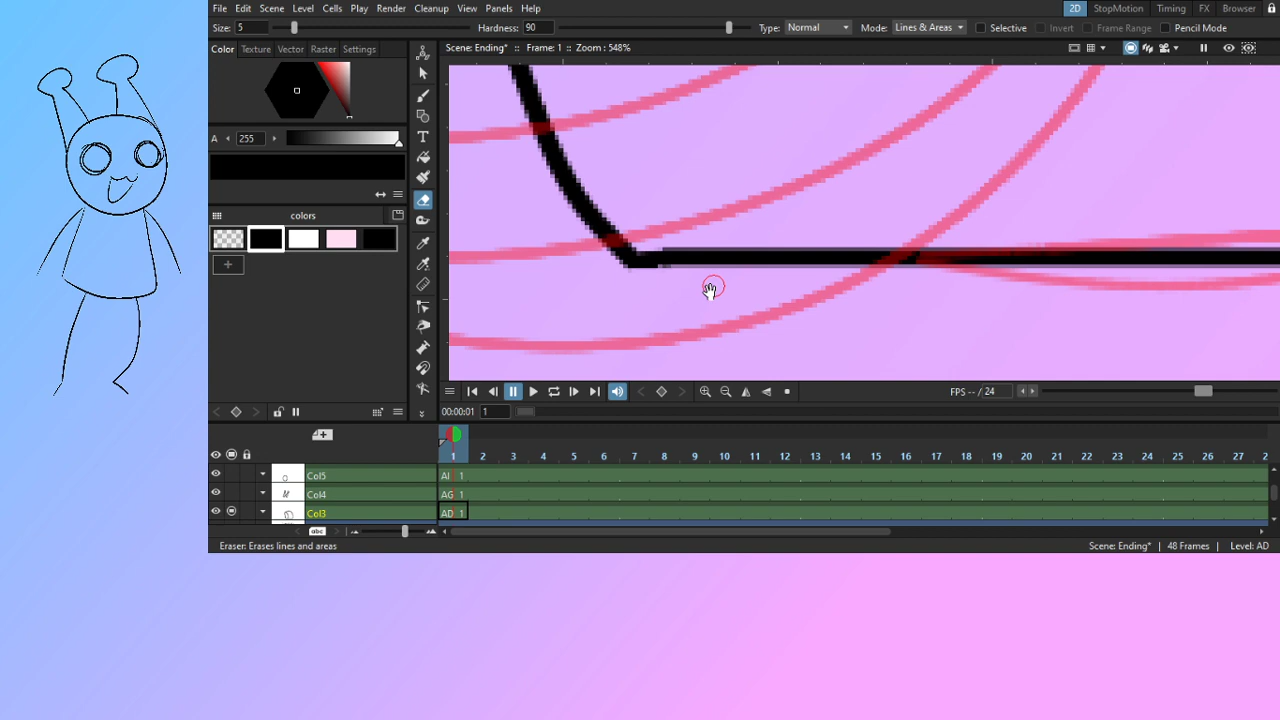 File Edit Scene Level Cells Play Render Cleanup View Panels Help 2D StopMotion Timing FX Browser
Size: 5 Hardness: 90 Type: Normal Mode: Lines & Areas Selective Invert Frame Range Pencil Mode
Color Texture Vector Raster Settings Scene: Ending* :: Frame: 1 :: Zoom : 548%
A 255
colors
FPS -- / 24
00:00:01 1
1 2 3 4 5 6 7 8 9 10 11 12 13 14 15 16 17 18 19 20 21 22 23 24 25 26 27 2
Col5 AI 1
Col4 AG 1
Col3 AD 1
abc
Eraser: Erases lines and areas Scene: Ending* | 48 Frames | Level: AD